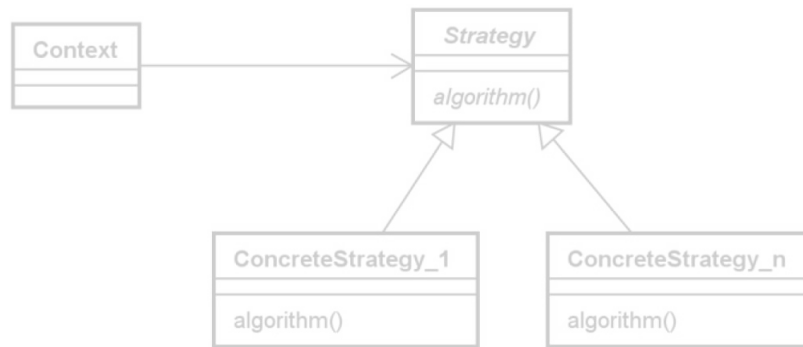 Context
Strategy
algorithm()
ConcreteStrategy_1
algorithm()
ConcreteStrategy_n
algorithm()